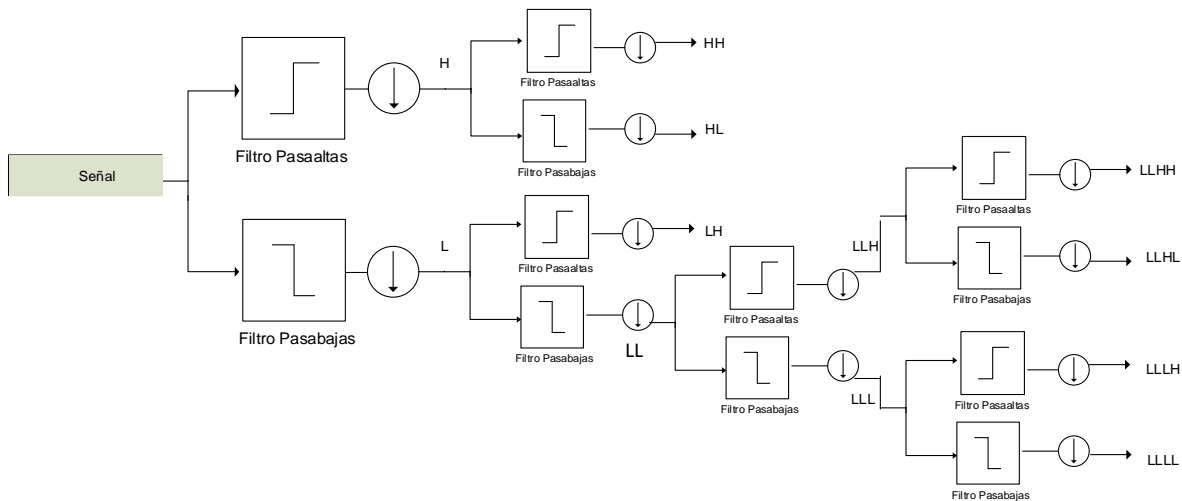 HH
H
Filtro Pasaaltas
HL
Filtro Pasaaltas
Filtro Pasabajas
Señal
LLHH
Filtro Pasaaltas
LH
L
LLH
Filtro Pasaaltas
LLHL
Filtro Pasabajas
Filtro Pasaaltas
Filtro Pasabajas
Filtro Pasabajas
LL
LLLH
LLL
Filtro Pasabajas
Filtro Pasaaltas
LLLL
Filtro Pasabajas